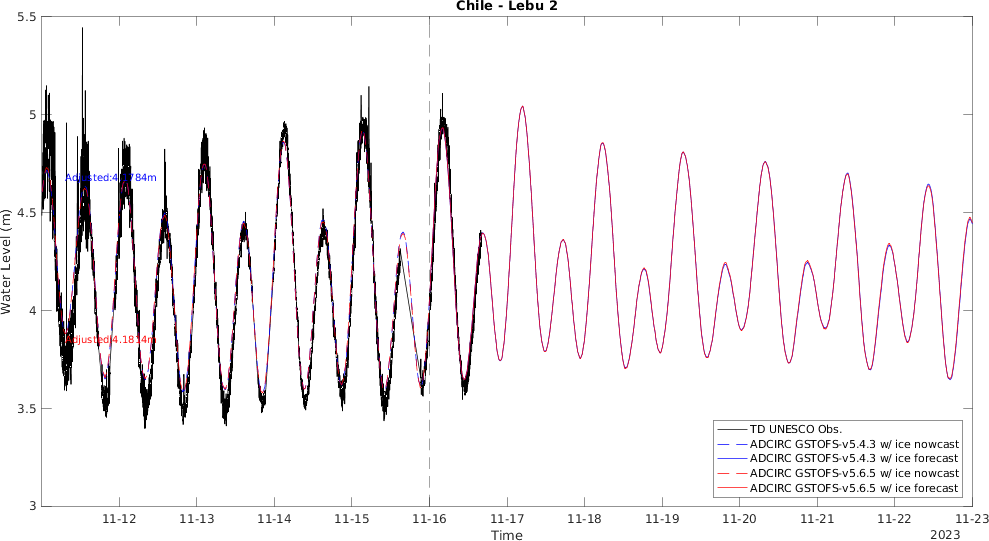 Chile - Lebu 2
5.5
5
4.5
4
3.5
3
Water Level (m)
11-12
11-13
11-14
11-15
11-16
11-17
11-18
11-19
11-20
11-21
11-22
11-23
Time
2023
TD UNESCO Obs.
ADCIRC GSTOFS-v5.4.3 w/ ice nowcast
ADCIRC GSTOFS-v5.4.3 w/ ice forecast
ADCIRC GSTOFS-v5.6.5 w/ ice nowcast
ADCIRC GSTOFS-v5.6.5 w/ ice forecast